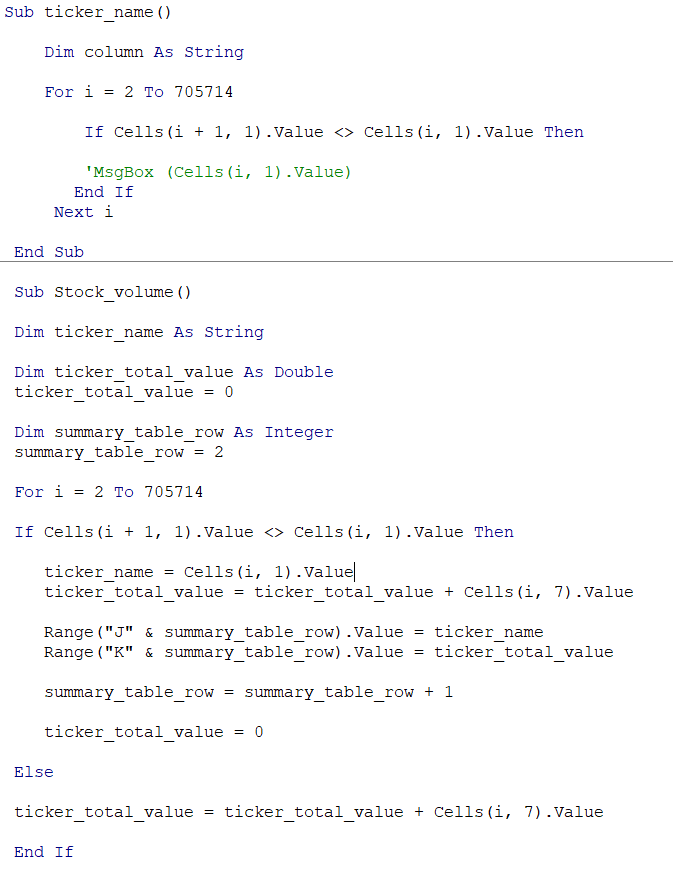 Sub ticker_name()
Dim column As String
For i = 2 To 705714
If Cells(i + 1, 1).Value <> Cells(i, 1).Value Then
'MsgBox (Cells(i, 1).Value)
End If
Next i
End Sub
Sub Stock_volume()
Dim ticker_name As String
Dim ticker_total_value As Double
ticker_total_value = 0
Dim summary_table_row As Integer
summary_table_row = 2
For i = 2 To 705714
If Cells(i + 1, 1).Value <> Cells(i, 1).Value Then
ticker_name = Cells(i, 1).Value
ticker_total_value = ticker_total_value + Cells(i, 7).Value
Range("J" & summary_table_row).Value = ticker_name
Range("K" & summary_table_row).Value = ticker_total_value
summary_table_row = summary_table_row + 1
ticker_total_value = 0
Else
ticker_total_value = ticker_total_value + Cells(i, 7).Value
End If